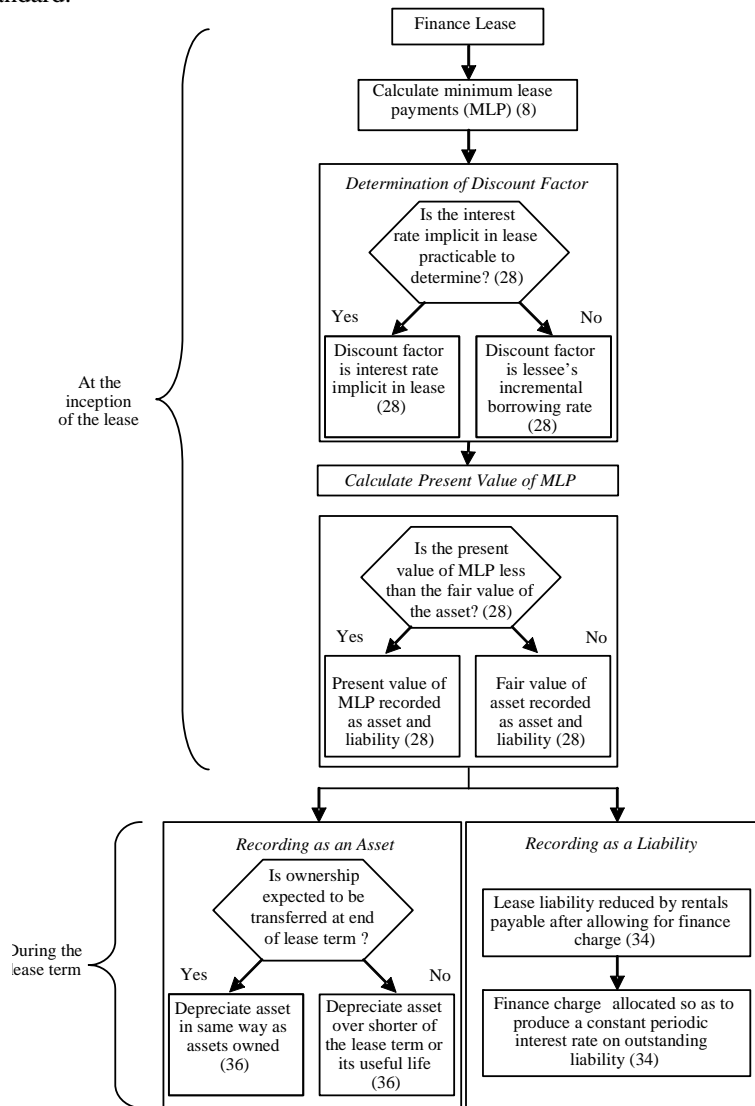 Finance Lease
Calculate minimum lease
payments (MLP) (8)
Determination of Discount Factor
Is the interest
rate implicit in lease
practicable to
determine? (28)
Yes
No
Discount factor
is interest rate
implicit in lease
(28)
Discount factor
is lessee's
incremental
borrowing rate
(28)
At the
inception
of the lease
Calculate Present Value of MLP
Is the present
value of MLP less
than the fair value of
the asset? (28)
Yes
No
Present value of
MLP recorded
as asset and
liability (28)
Fair value of
asset recorded
as asset and
liability (28)
Recording as an Asset
Is ownership
expected to be
transferred at end
of lease term ?
Yes
No
Depreciate asset
in same way as
assets owned
(36)
Depreciate asset
over shorter of
the lease term or
its useful life
(36)
Recording as a Liability
Lease liability reduced by rentals
payable after allowing for finance
charge (34)
Finance charge allocated so as to
produce a constant periodic
interest rate on outstanding
liability (34)
During the
lease term